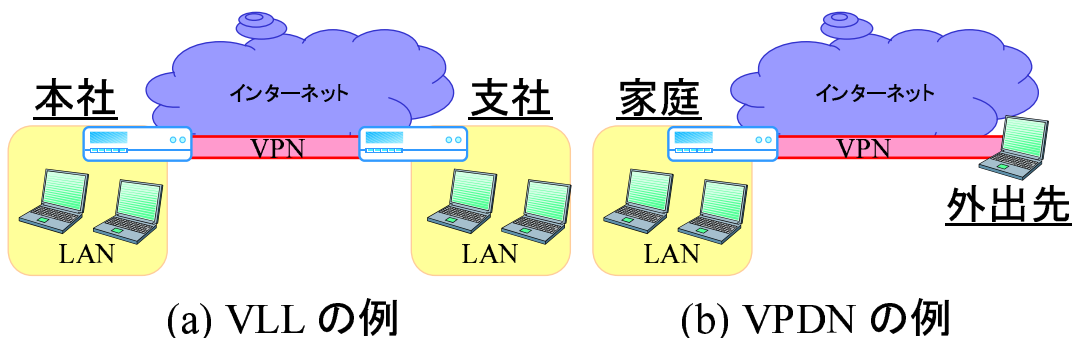 インターネット
本社
支社
VPN
LAN
LAN
(a) VLL の例
インターネット
家庭
VPN
外出先
LAN
(b) VPDN の例